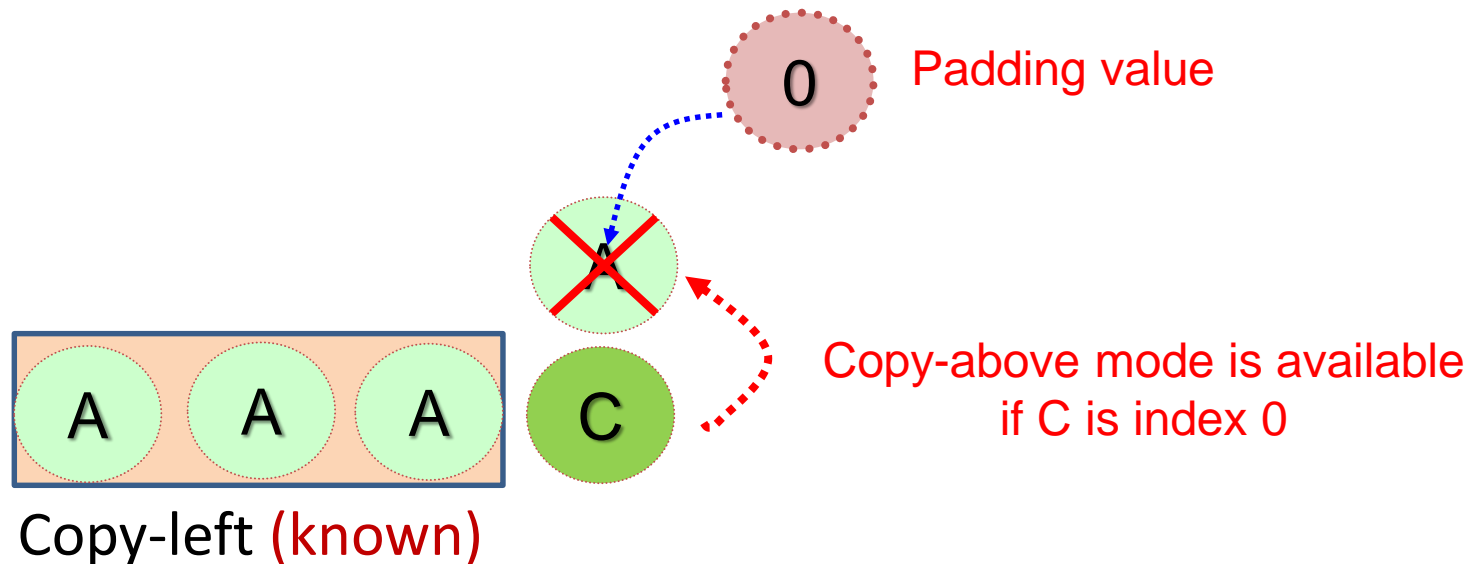 0
Padding value
A
Copy-above mode is available
if C is index 0
A A A C
Copy-left (known)